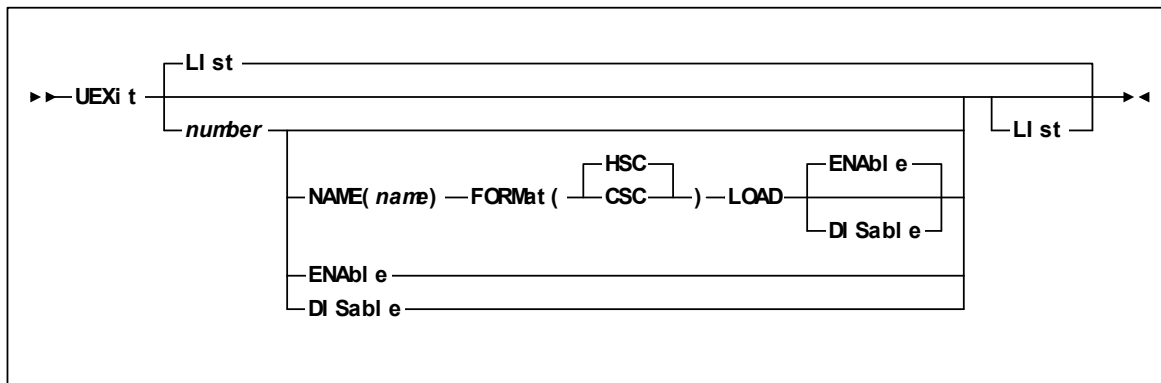 LIst
►►UEXit
number
LIst
HSC
ENAble
NAME(name) FORMat( CSC ) LOAD
DISable
ENAble
DISable